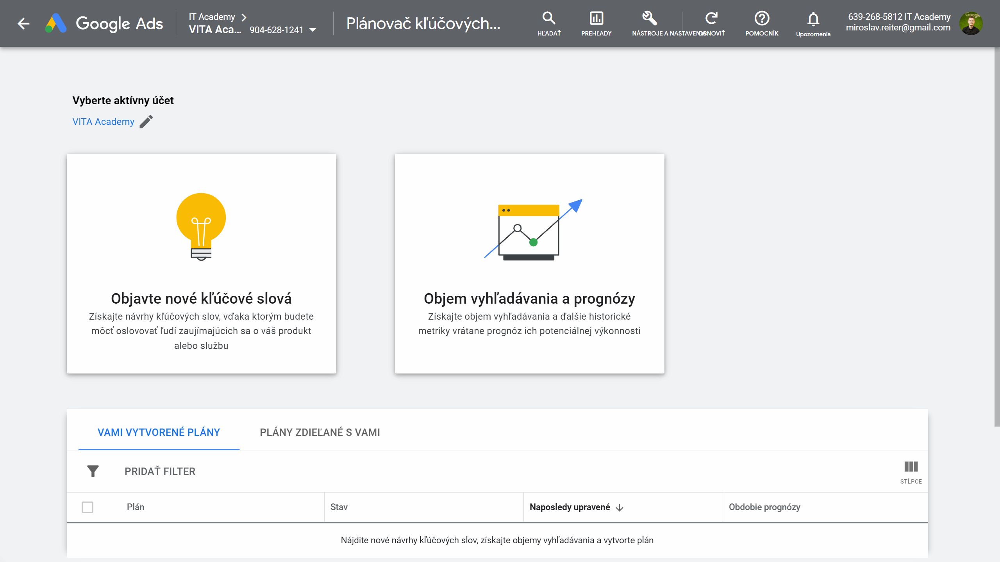 Google Ads
IT Academy
VITA Aca... 904-628-1241
Plánovač kľúčových...
HĽADAŤ
PREHĽADY
NÁSTROJE A NASTAVENIA
OBNOVIŤ
POMOCNÍK
Upozornenia
639-268-5812 IT Academy
miroslav.reiter@gmail.com
Google
Vyberte aktívny účet
VITA Academy
Objavte nové kľúčové slová
Získajte návrhy kľúčových slov, vďaka ktorým budete
môcť oslovovať ľudí zaujímajúcich sa o váš produkt
alebo službu
Objem vyhľadávania a prognózy
Získajte objem vyhľadávania a ďalšie historické
metriky vrátane prognóz ich potenciálnej výkonnosti
VAMI VYTVORENÉ PLÁNY
PLÁNY ZDIEĽANÉ S VAMI
PRIDAŤ FILTER
STĹPCE
Plán
Stav
Naposledy upravené
Obdobie prognózy
Nájdite nové návrhy kľúčových slov, získajte objemy vyhľadávania a vytvorte plán